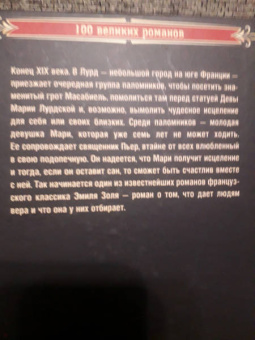 100 великих романов
Конец XIX века. В Лурд — небольшой город на юге Франции —
приезжает очередная группа паломников, чтобы посетить зна-
менитый грот Масабиель, помолиться там перед статуей Девы
Марии Лурдской и, возможно, вымолить чудесное исцеление
для себя или своих близких. Среди паломников — молодая
девушка Мари, которая уже семь лет не может ходить.
Ее сопровождает священник Пьер, втайне от всех влюбленный
в свою подопечную. Он надеется, что Мари получит исцеление
и тогда, если он оставит сан, то сможет быть счастлив вместе
с ней. Так начинается один из известнейших романов француз-
ского классика Эмиля Золя — роман о том, что дает людям
вера и что она у них отбирает.